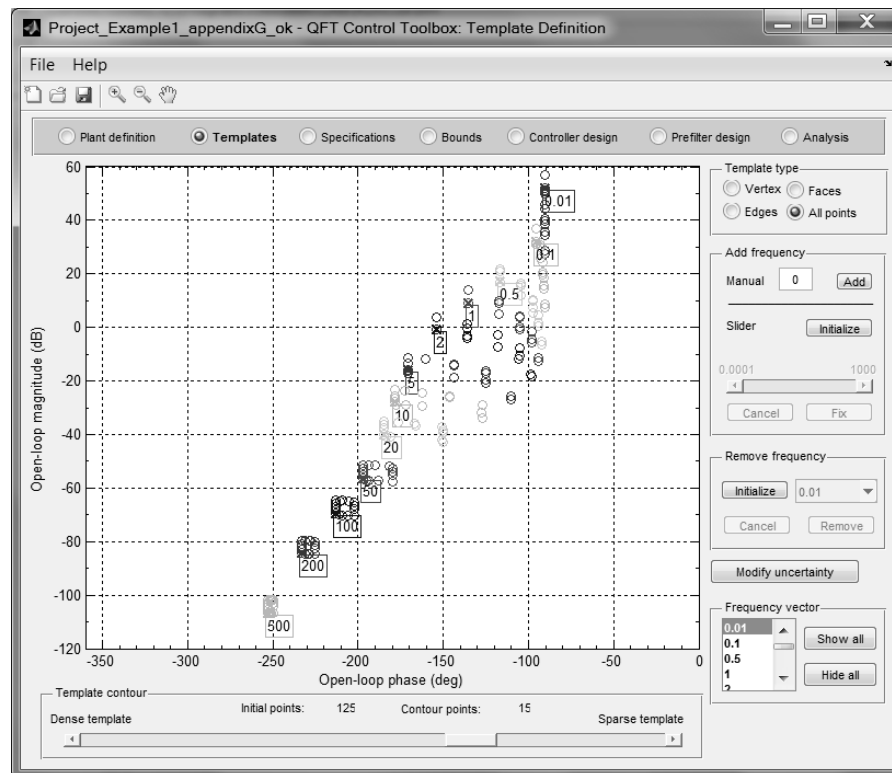 Project_Example1_appendixG_ok - QFT Control Toolbox: Template Definition
File Help
Plant definition Templates Specifications Bounds Controller design Prefilter design Analysis
60
40
20
0
-20
-40
-60
-80
-100
-120
Open-loop magnitude (dB)
0.01
0.1
0.5
1
2
5
10
20
50
100
200
500
-350 -300 -250 -200 -150 -100 -50 0
Open-loop phase (deg)
Template type
Vertex Faces
Edges All points
Add frequency
Manual 0 Add
Slider Initialize
0.0001 1000
Cancel Fix
Remove frequency
Initialize 0.01
Cancel Remove
Modify uncertainty
Frequency vector
0.01
0.1
0.5
1
2
Show all
Hide all
Template contour
Initial points: 125 Contour points: 15
Dense template Sparse template